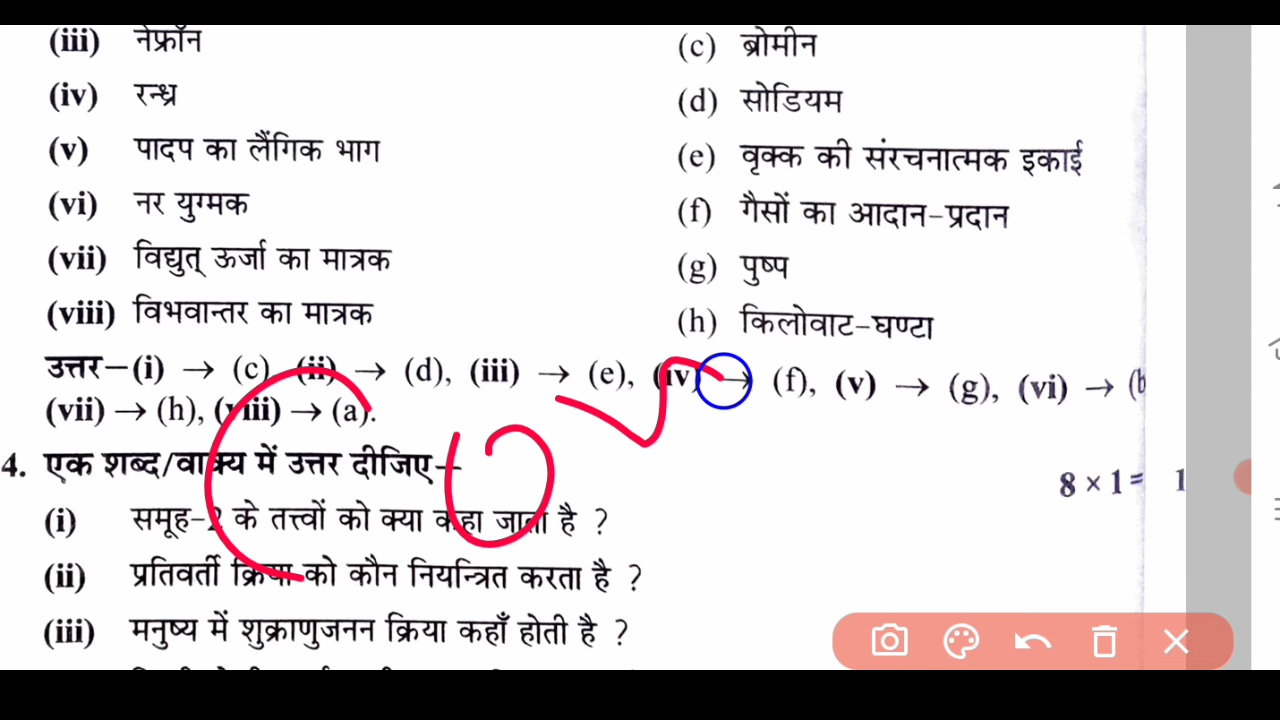 (iii) नेफ्रॉन (c) ब्रोमीन
(iv) रन्ध्र (d) सोडियम
(v) पादप का लैंगिक भाग (e) वृक्क की संरचनात्मक इकाई
(vi) नर युग्मक (f) गैसों का आदान-प्रदान
(vii) विद्युत् ऊर्जा का मात्रक (g) पुष्प
(viii) विभवान्तर का मात्रक (h) किलोवाट-घण्टा
उत्तर—(i) → (c), (ii) → (d), (iii) → (e), (iv) → (f), (v) → (g), (vi) → (b
(vii) → (h), (viii) → (a).
4. एक शब्द/वाक्य में उत्तर दीजिए— 8 × 1 = 1
(i) समूह-2 के तत्त्वों को क्या कहा जाता है ?
(ii) प्रतिवर्ती क्रिया को कौन नियन्त्रित करता है ?
(iii) मनुष्य में शुक्राणुजनन क्रिया कहाँ होती है ?